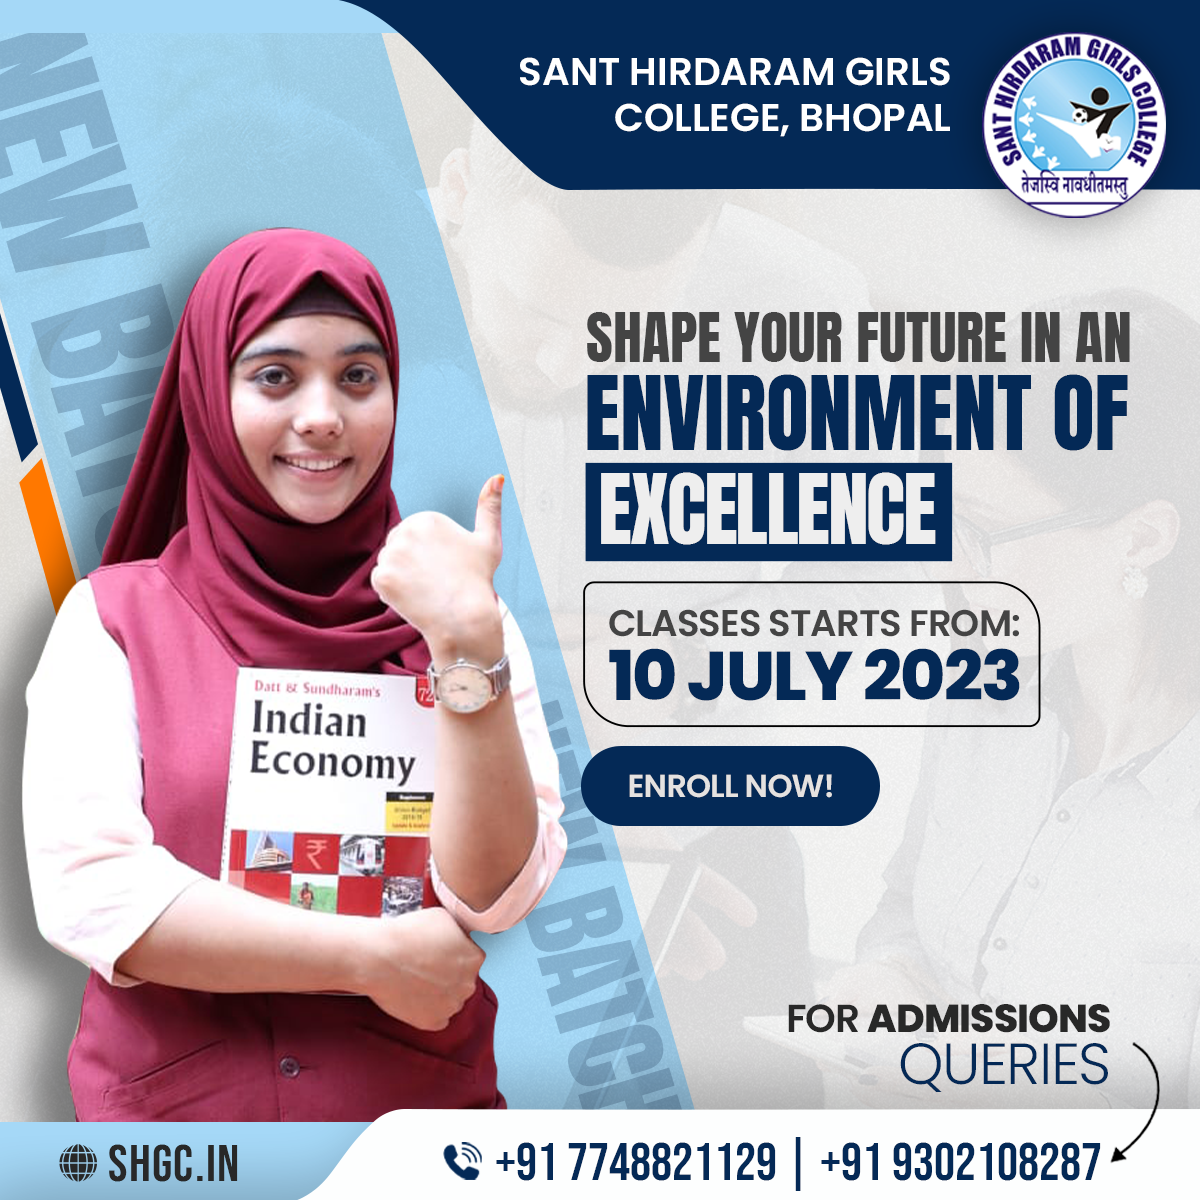 SANT HIRDARAM GIRLS
COLLEGE, BHOPAL
SANT HIRDARAM GIRLS COLLEGE
तेजस्वि नावधीतमस्तु
NEW BATCH
SHAPE YOUR FUTURE IN AN
ENVIRONMENT OF
EXCELLENCE
CLASSES STARTS FROM:
10 JULY 2023
ENROLL NOW!
Datt & Sundharam's
72
Indian
Economy
NEW BATCH
FOR ADMISSIONS
QUERIES
SHGC.IN
+91 7748821129 | +91 9302108287